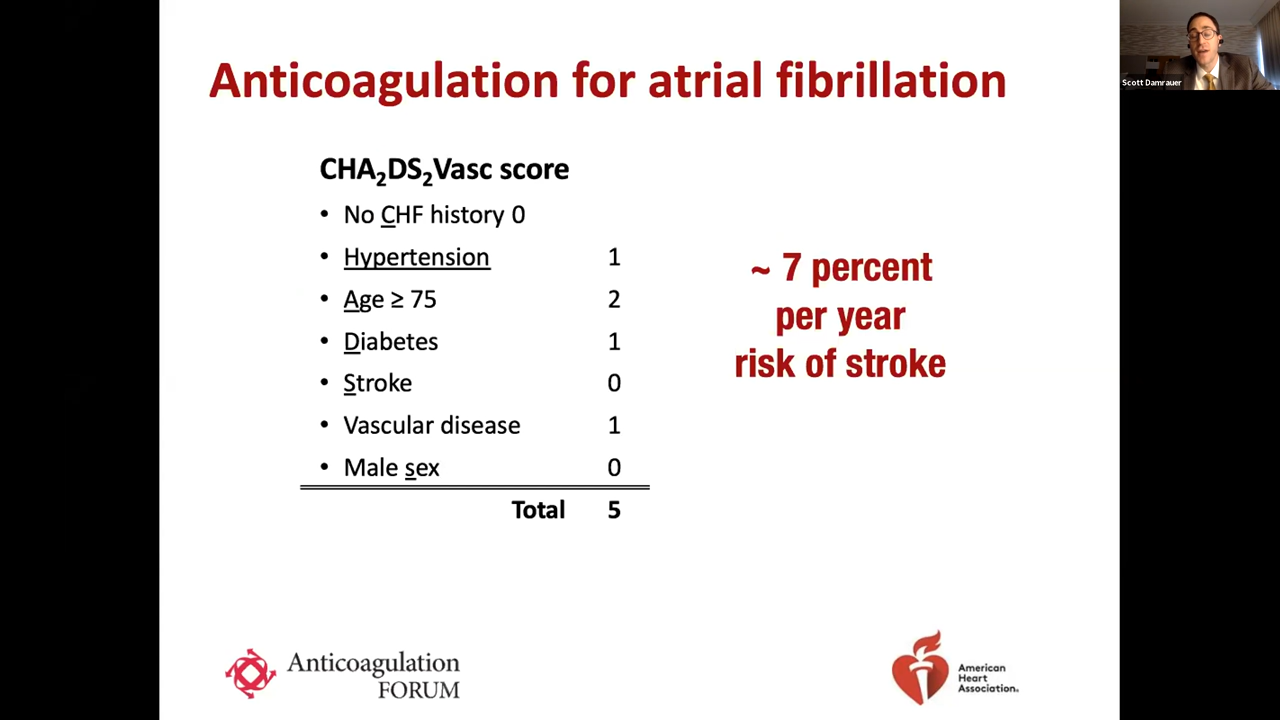 Anticoagulation for atrial fibrillation
Scott Damrauer
CHA₂DS₂Vasc score
• No CHF history 0
• Hypertension 1
• Age ≥ 75 2
• Diabetes 1
• Stroke 0
• Vascular disease 1
• Male sex 0
Total 5
~ 7 percent
per year
risk of stroke
Anticoagulation
FORUM
American
Heart
Association®